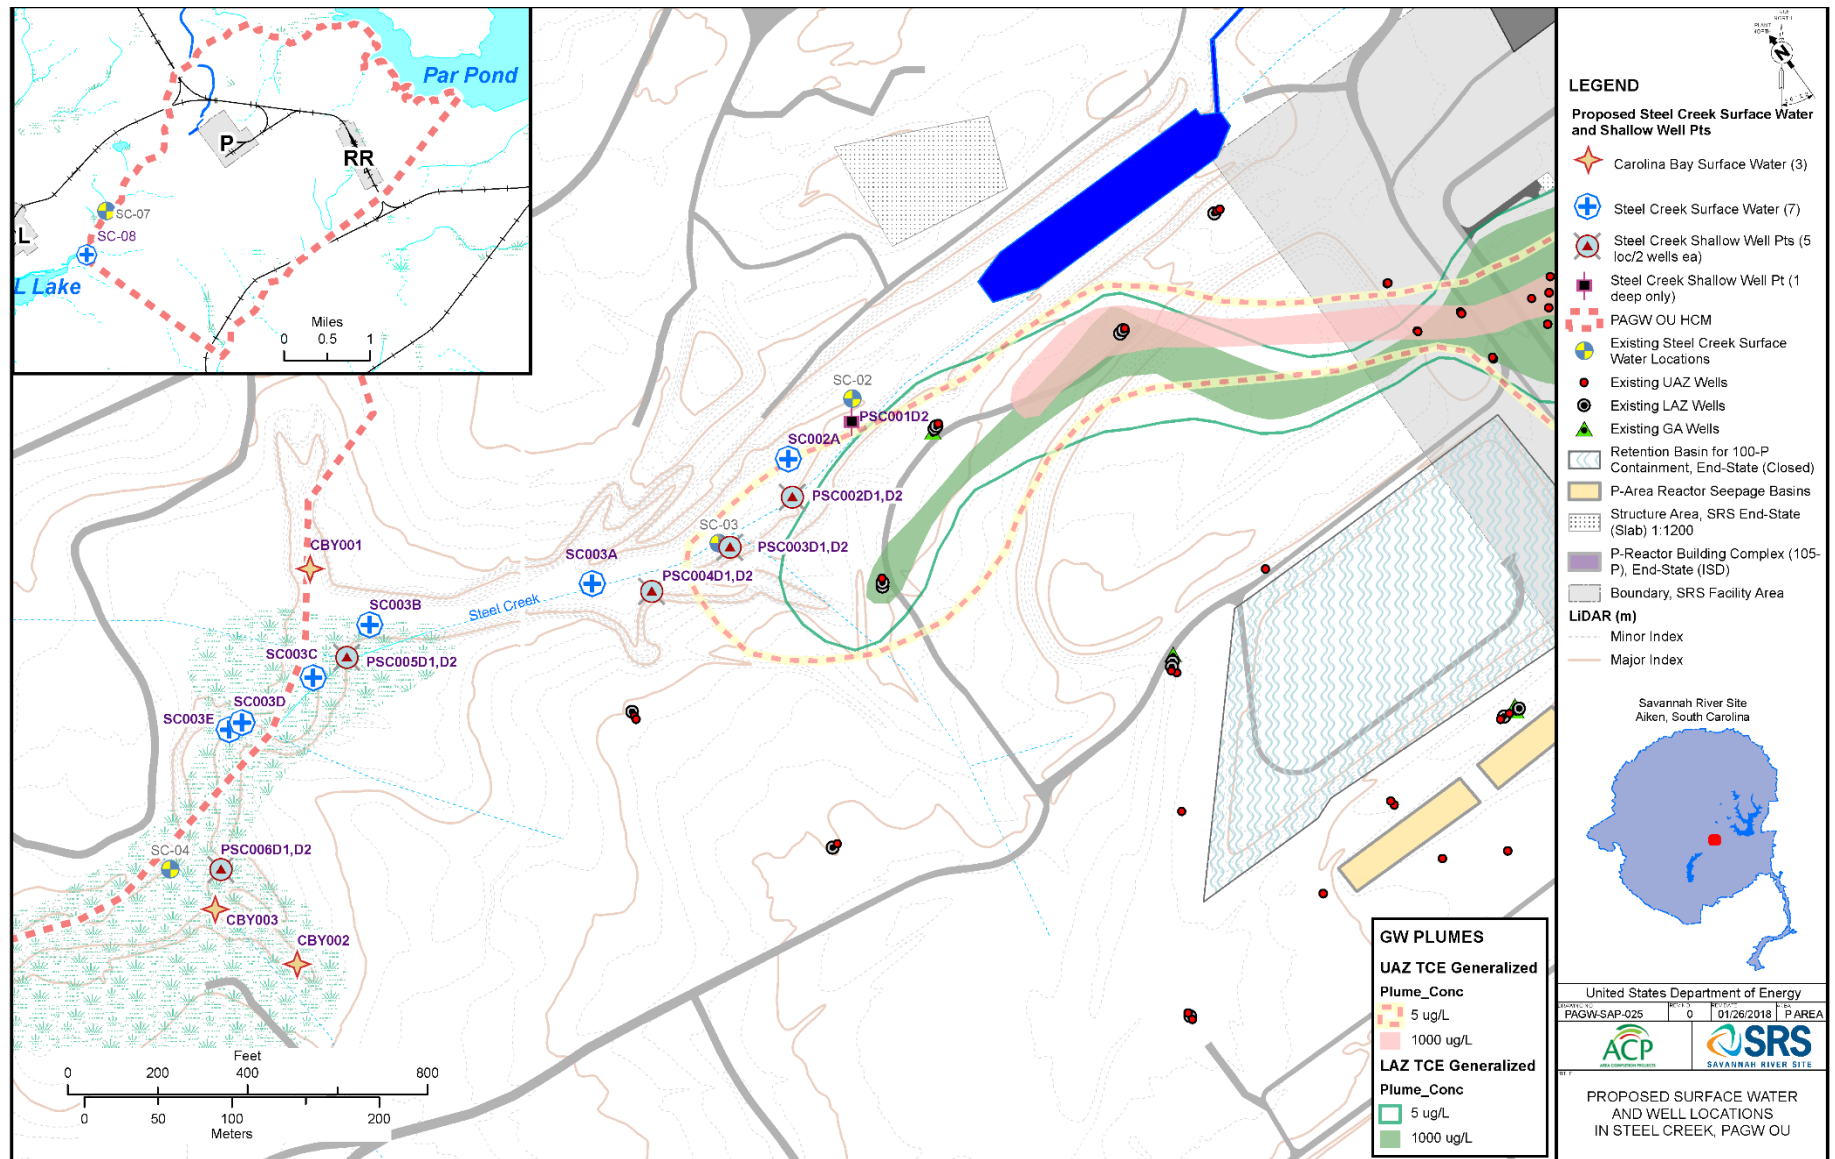 Par Pond
P
RR
SC-07
L
SC-08
L Lake
Miles
0 0.5 1
SC-02
PSC001D2
SC002A
PSC002D1,D2
SC-03
PSC003D1,D2
CBY001
SC003A
PSC004D1,D2
SC003B
Steel Creek
SC003C
PSC005D1,D2
SC003D
SC003E
SC-04
PSC006D1,D2
CBY003
CBY002
Feet
0 200 400 800
0 50 100 200
Meters
GW PLUMES
UAZ TCE Generalized
Plume_Conc
5 ug/L
1000 ug/L
LAZ TCE Generalized
Plume_Conc
5 ug/L
1000 ug/L
PLANT
NORTH
N
LEGEND
Proposed Steel Creek Surface Water
and Shallow Well Pts
Carolina Bay Surface Water (3)
Steel Creek Surface Water (7)
Steel Creek Shallow Well Pts (5
loc/2 wells ea)
Steel Creek Shallow Well Pt (1
deep only)
PAGW OU HCM
Existing Steel Creek Surface
Water Locations
Existing UAZ Wells
Existing LAZ Wells
Existing GA Wells
Retention Basin for 100-P
Containment, End-State (Closed)
P-Area Reactor Seepage Basins
Structure Area, SRS End-State
(Slab) 1:1200
P-Reactor Building Complex (105-
P), End-State (ISD)
Boundary, SRS Facility Area
LiDAR (m)
Minor Index
Major Index
Savannah River Site
Aiken, South Carolina
United States Department of Energy
PAGW-SAP-025 0 01/26/2018 P AREA
ACP
AREA COMPLETION PROJECTS
SRS
SAVANNAH RIVER SITE
PROPOSED SURFACE WATER
AND WELL LOCATIONS
IN STEEL CREEK, PAGW OU